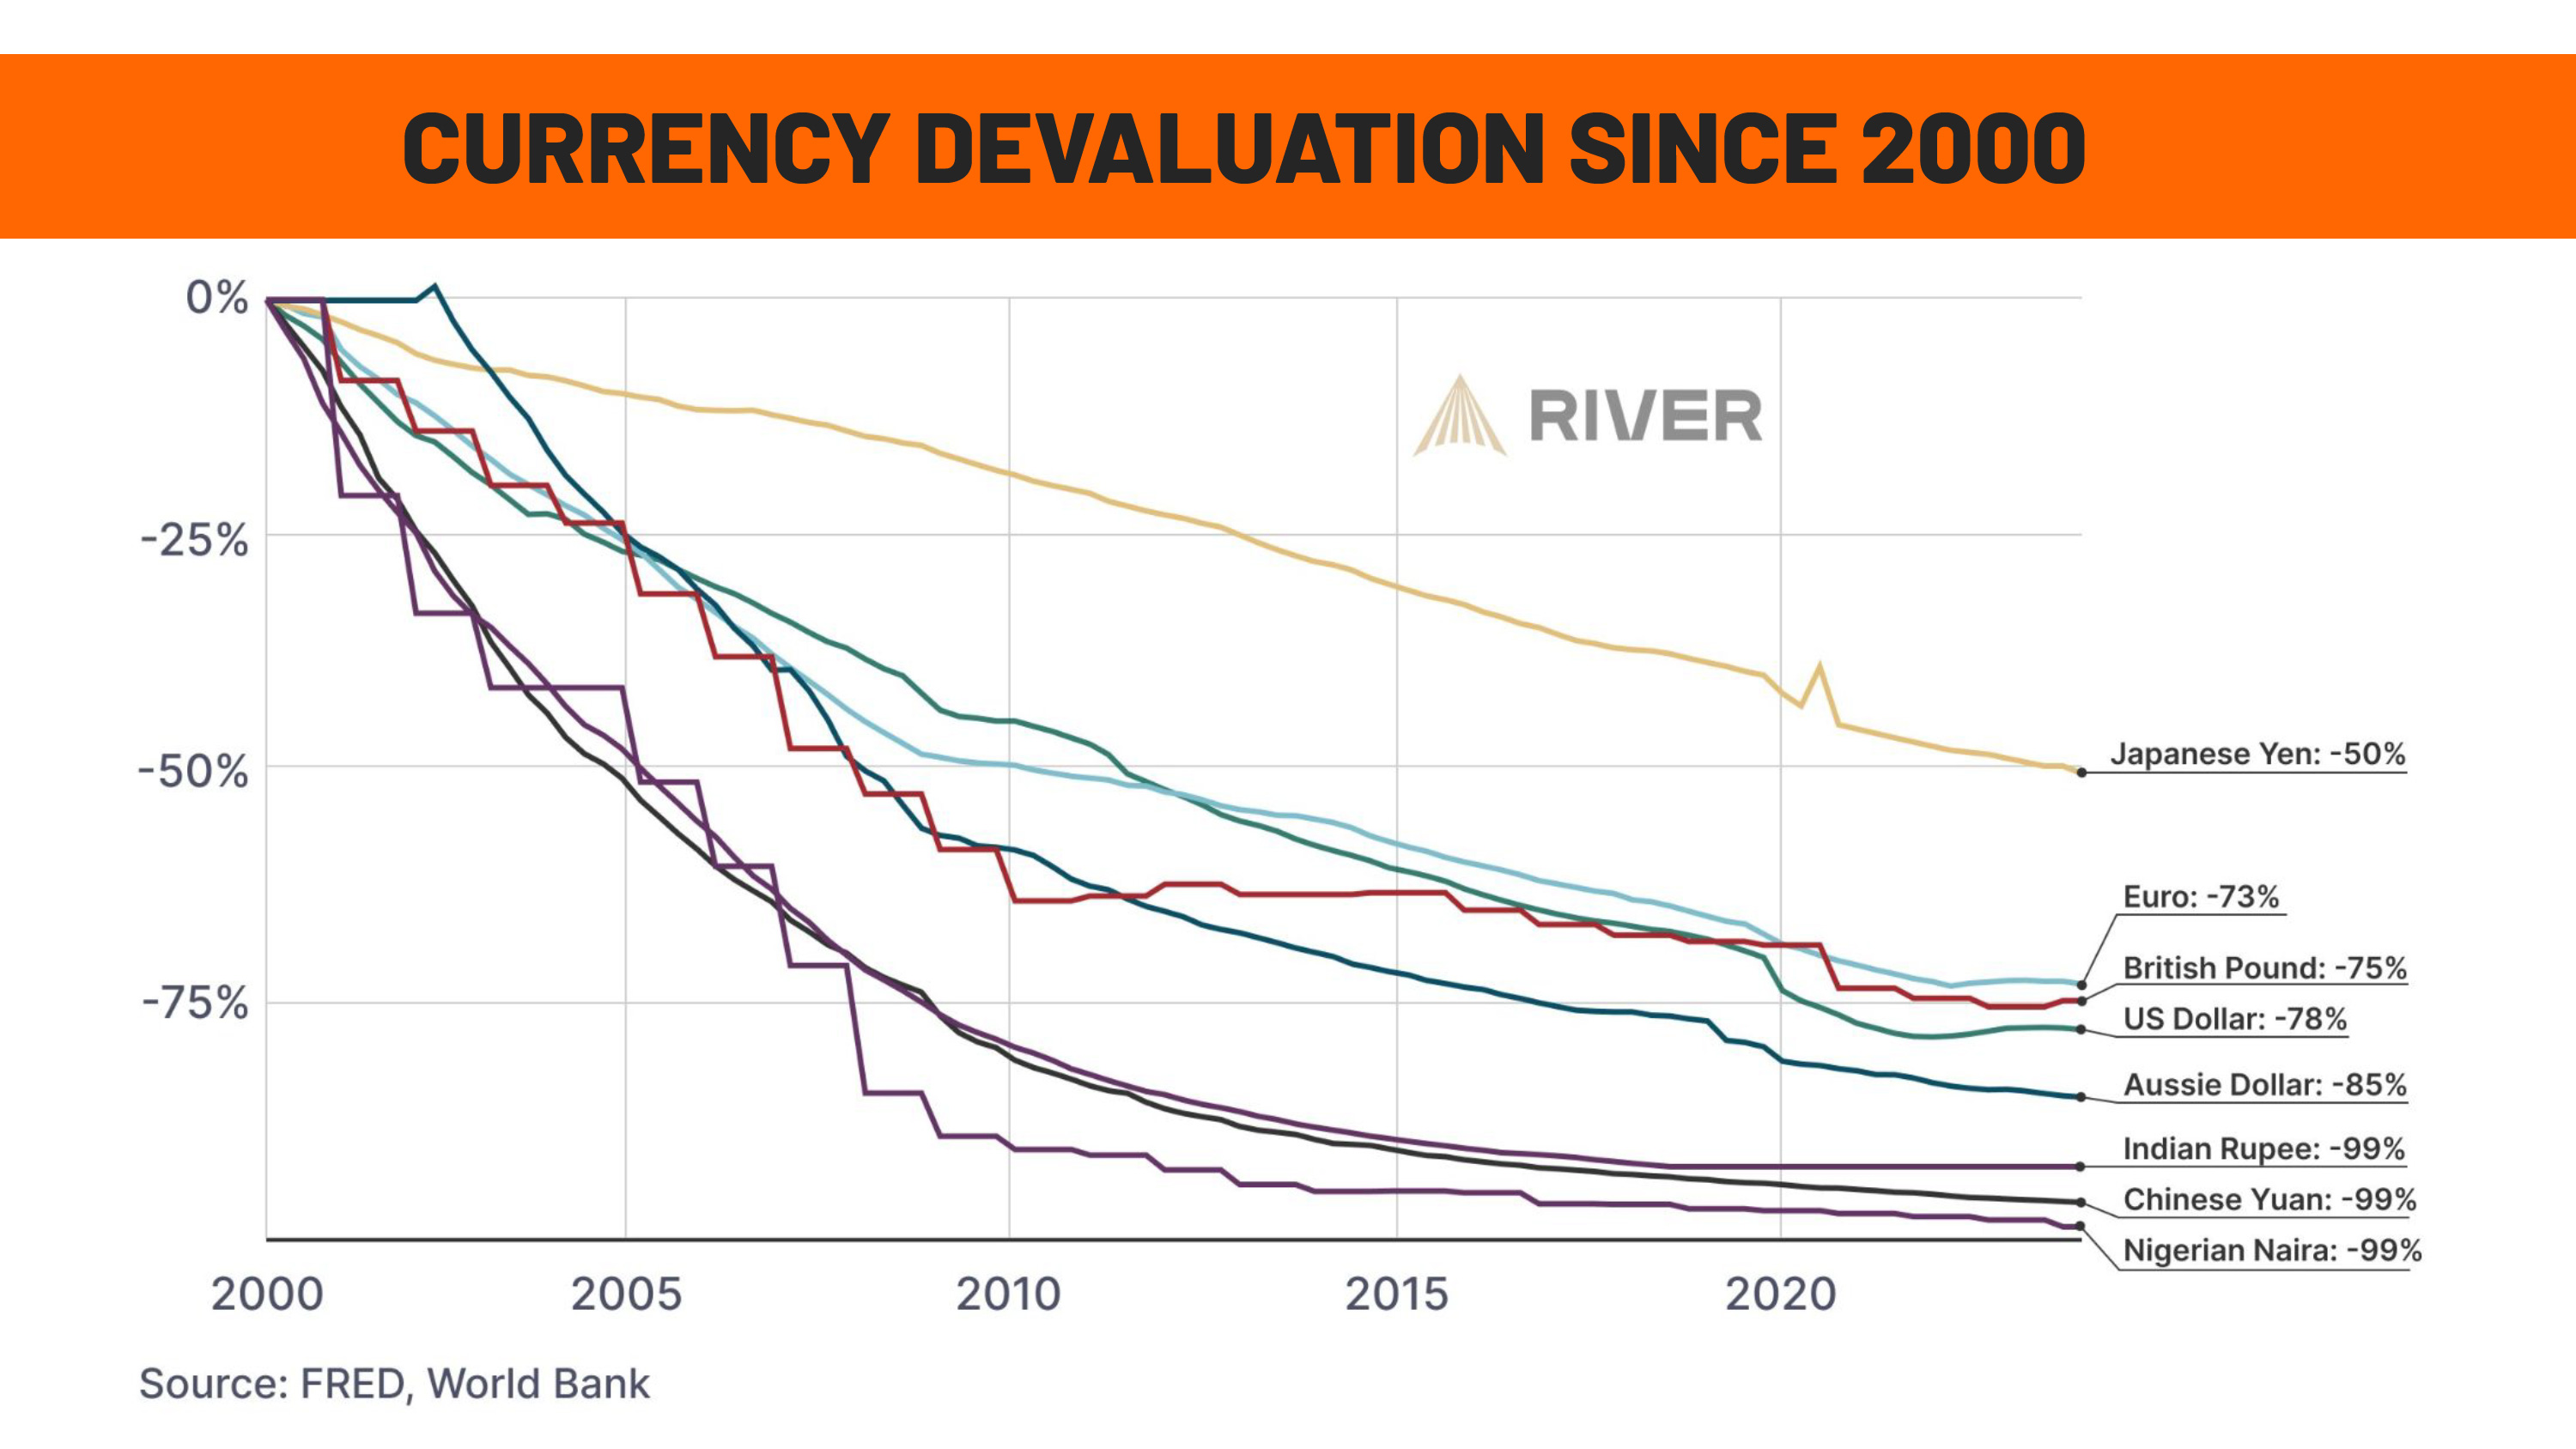 CURRENCY DEVALUATION SINCE 2000
0%
RIVER
-25%
-50%
Japanese Yen: -50%
Euro: -73%
British Pound: -75%
-75%
US Dollar: -78%
Aussie Dollar: -85%
Indian Rupee: -99%
Chinese Yuan: -99%
Nigerian Naira: -99%
2000 2005 2010 2015 2020
Source: FRED, World Bank